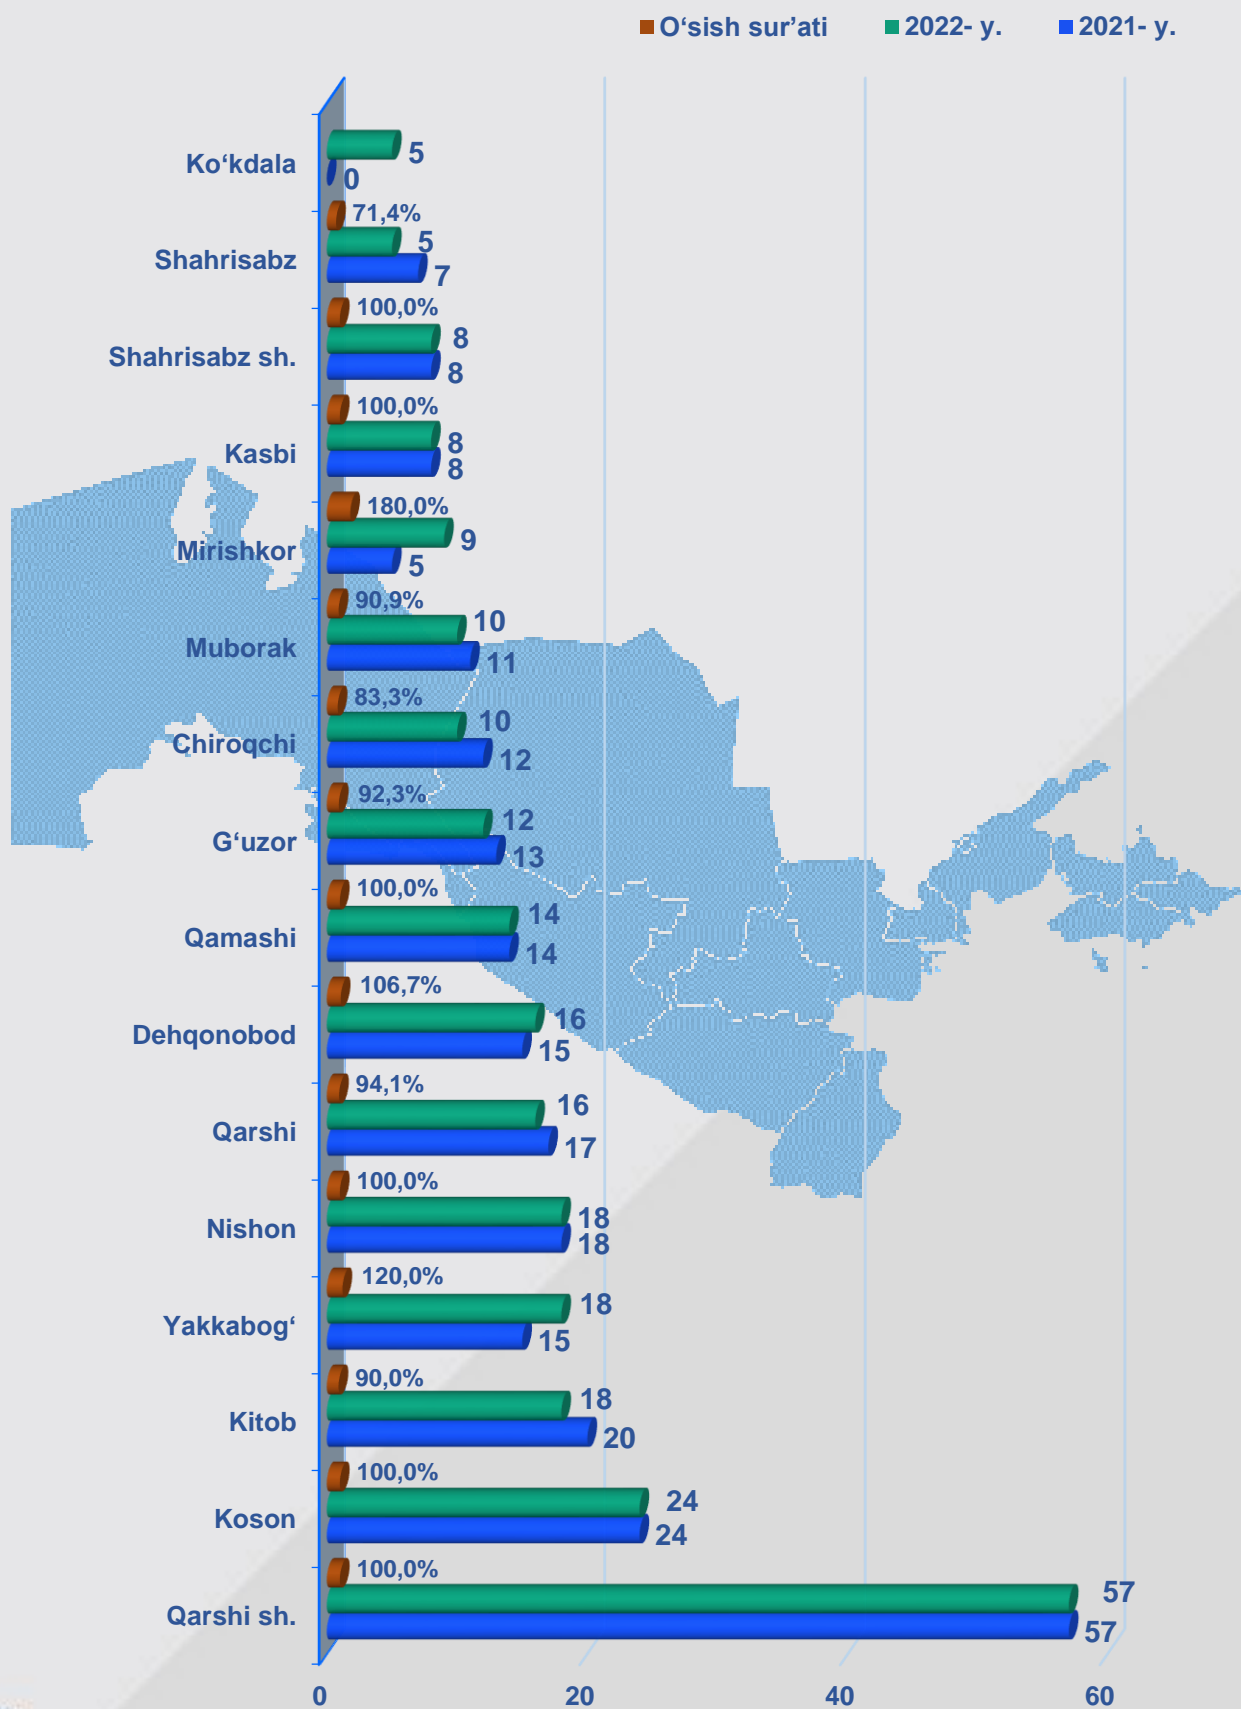 O‘sish sur’ati 2022- y. 2021- y.
Ko‘kdala
5
0
71,4%
Shahrisabz
5
7
100,0%
Shahrisabz sh.
8
8
100,0%
Kasbi
8
8
180,0%
Mirishkor
9
5
90,9%
Muborak
10
11
83,3%
Chiroqchi
10
12
92,3%
G‘uzor
12
13
100,0%
Qamashi
14
14
106,7%
Dehqonobod
16
15
94,1%
Qarshi
16
17
100,0%
Nishon
18
18
120,0%
Yakkabog‘
18
15
90,0%
Kitob
18
20
100,0%
Koson
24
24
100,0%
Qarshi sh.
57
57
0 20 40 60